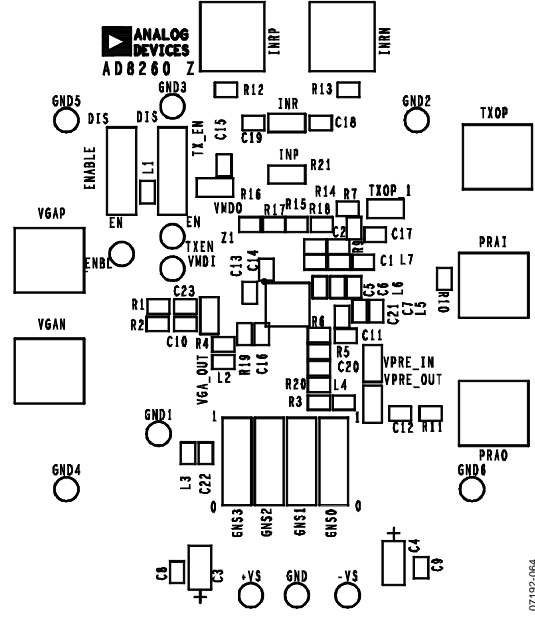 ANALOG
DEVICES
AD8260 Z
INRP
INRN
R12
R13
GND5
GND3
GND2
TXOP
DIS
DIS
ENABLE
L1
TX_EN
C15
C19
INR
C18
INP
R21
VMDO
R16
R17
R15
R14
R18
R7
TXOP_1
VGAP
EN
EN
TXEN
VMDI
ENBL
Z1
C2
R9
C17
C1
L7
PRAI
C13
C14
C5
C6
L6
C7
C21
L5
R10
R1
C23
R2
C10
R4
VGAN
VGA_OUT
L2
R19
C16
R6
R5
C11
C20
R20
L4
R3
VPRE_IN
VPRE_OUT
C12
R11
PRAO
GND1
1
1
GND4
L3
C22
0
0
GNS3
GNS2
GNS1
GNS0
GND6
C8
C3
+
+VS
GND
-VS
+
C4
C9
07192-064